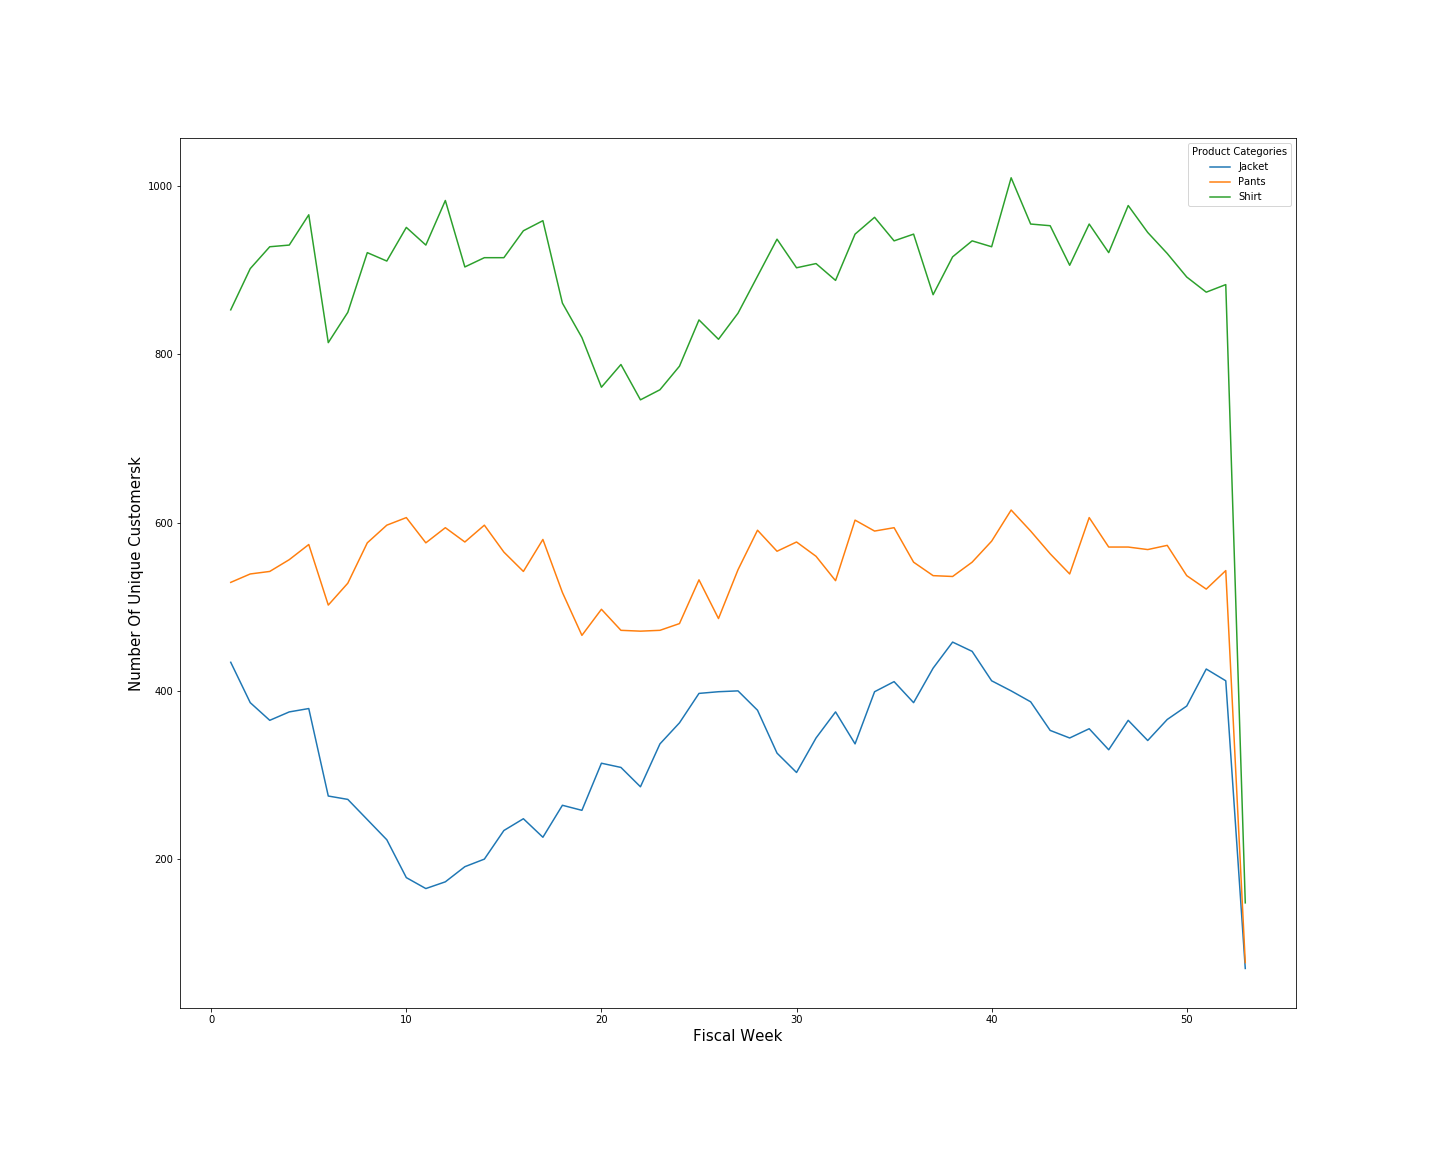 Product Categories
Jacket
Pants
Shirt
1000
800
600
400
200
Number Of Unique Customersk
0 10 20 30 40 50
Fiscal Week